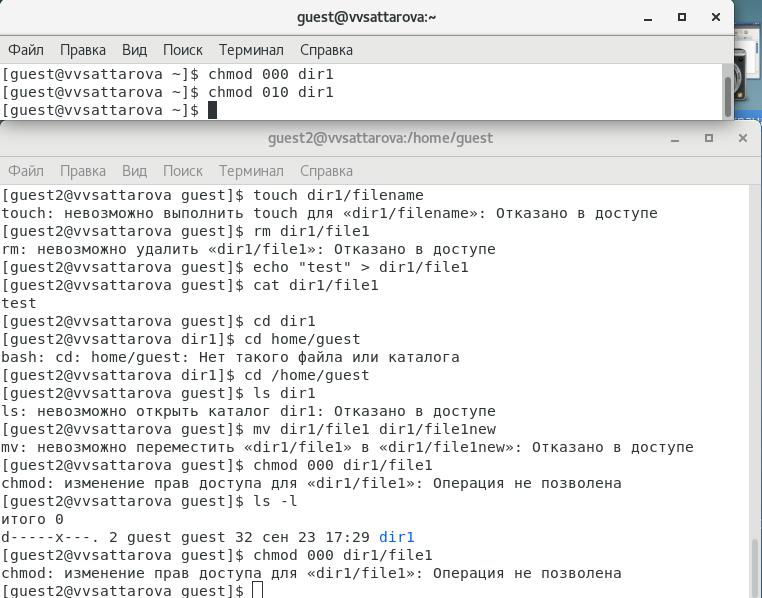 guest@vvsattarova:~
Файл Правка Вид Поиск Терминал Справка
[guest@vvsattarova ~]$ chmod 000 dir1
[guest@vvsattarova ~]$ chmod 010 dir1
[guest@vvsattarova ~]$
guest2@vvsattarova:/home/guest
Файл Правка Вид Поиск Терминал Справка
[guest2@vvsattarova guest]$ touch dir1/filename
touch: невозможно выполнить touch для «dir1/filename»: Отказано в доступе
[guest2@vvsattarova guest]$ rm dir1/file1
rm: невозможно удалить «dir1/file1»: Отказано в доступе
[guest2@vvsattarova guest]$ echo "test" > dir1/file1
[guest2@vvsattarova guest]$ cat dir1/file1
test
[guest2@vvsattarova guest]$ cd dir1
[guest2@vvsattarova dir1]$ cd home/guest
bash: cd: home/guest: Нет такого файла или каталога
[guest2@vvsattarova dir1]$ cd /home/guest
[guest2@vvsattarova guest]$ ls dir1
ls: невозможно открыть каталог dir1: Отказано в доступе
[guest2@vvsattarova guest]$ mv dir1/file1 dir1/file1new
mv: невозможно переместить «dir1/file1» в «dir1/file1new»: Отказано в доступе
[guest2@vvsattarova guest]$ chmod 000 dir1/file1
chmod: изменение прав доступа для «dir1/file1»: Операция не позволена
[guest2@vvsattarova guest]$ ls -l
итого 0
d-----x---. 2 guest guest 32 сен 23 17:29 dir1
[guest2@vvsattarova guest]$ chmod 000 dir1/file1
chmod: изменение прав доступа для «dir1/file1»: Операция не позволена
[guest2@vvsattarova guest]$